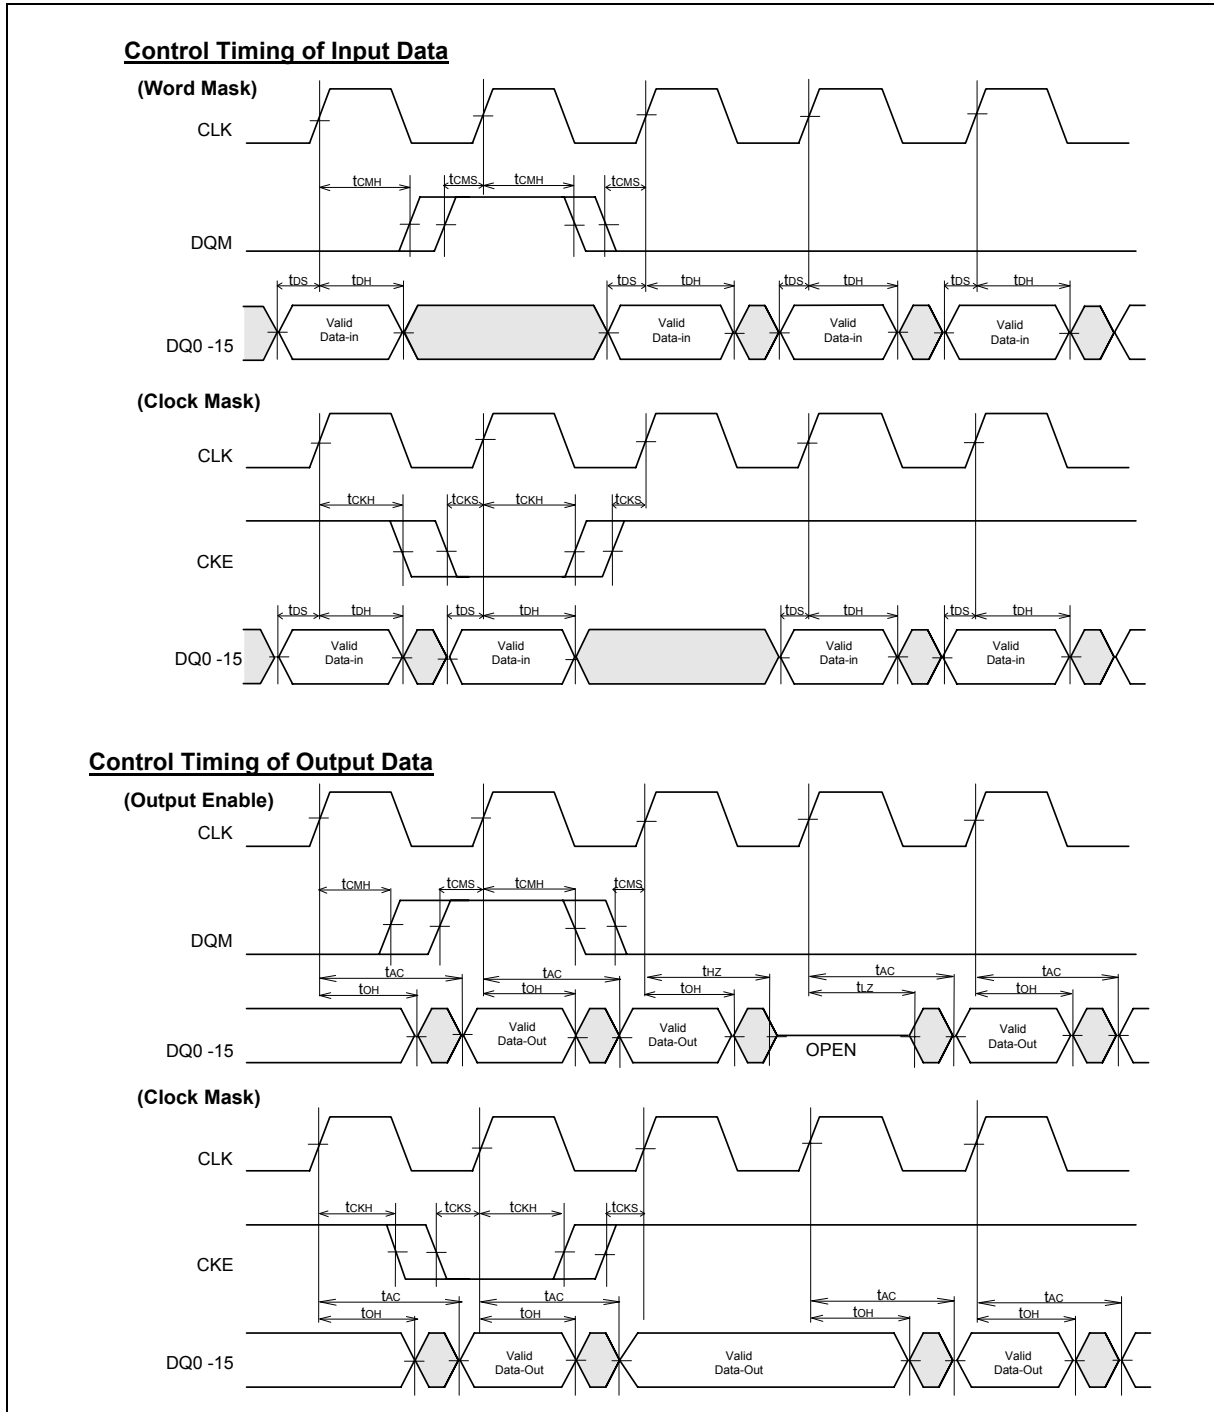 Control Timing of Input Data
(Word Mask)
CLK
tCMH tCMS tCMH tCMS
DQM
tDS tDH tDS tDH tDS tDH tDS tDH
Valid Data-in Valid Data-in Valid Data-in Valid Data-in
DQ0 -15
(Clock Mask)
CLK
tCKH tCKS tCKH tCKS
CKE
tDS tDH tDS tDH tDS tDH tDS tDH
Valid Data-in Valid Data-in Valid Data-in Valid Data-in
DQ0 -15
Control Timing of Output Data
(Output Enable)
CLK
tCMH tCMS tCMH tCMS
DQM
tAC tAC tHZ tAC tAC
tOH tOH tOH tLZ tOH
Valid Data-Out Valid Data-Out Valid Data-Out
DQ0 -15 OPEN
(Clock Mask)
CLK
tCKH tCKS tCKH tCKS
CKE
tAC tAC tAC tAC
tOH tOH tOH tOH
Valid Data-Out Valid Data-Out Valid Data-Out
DQ0 -15